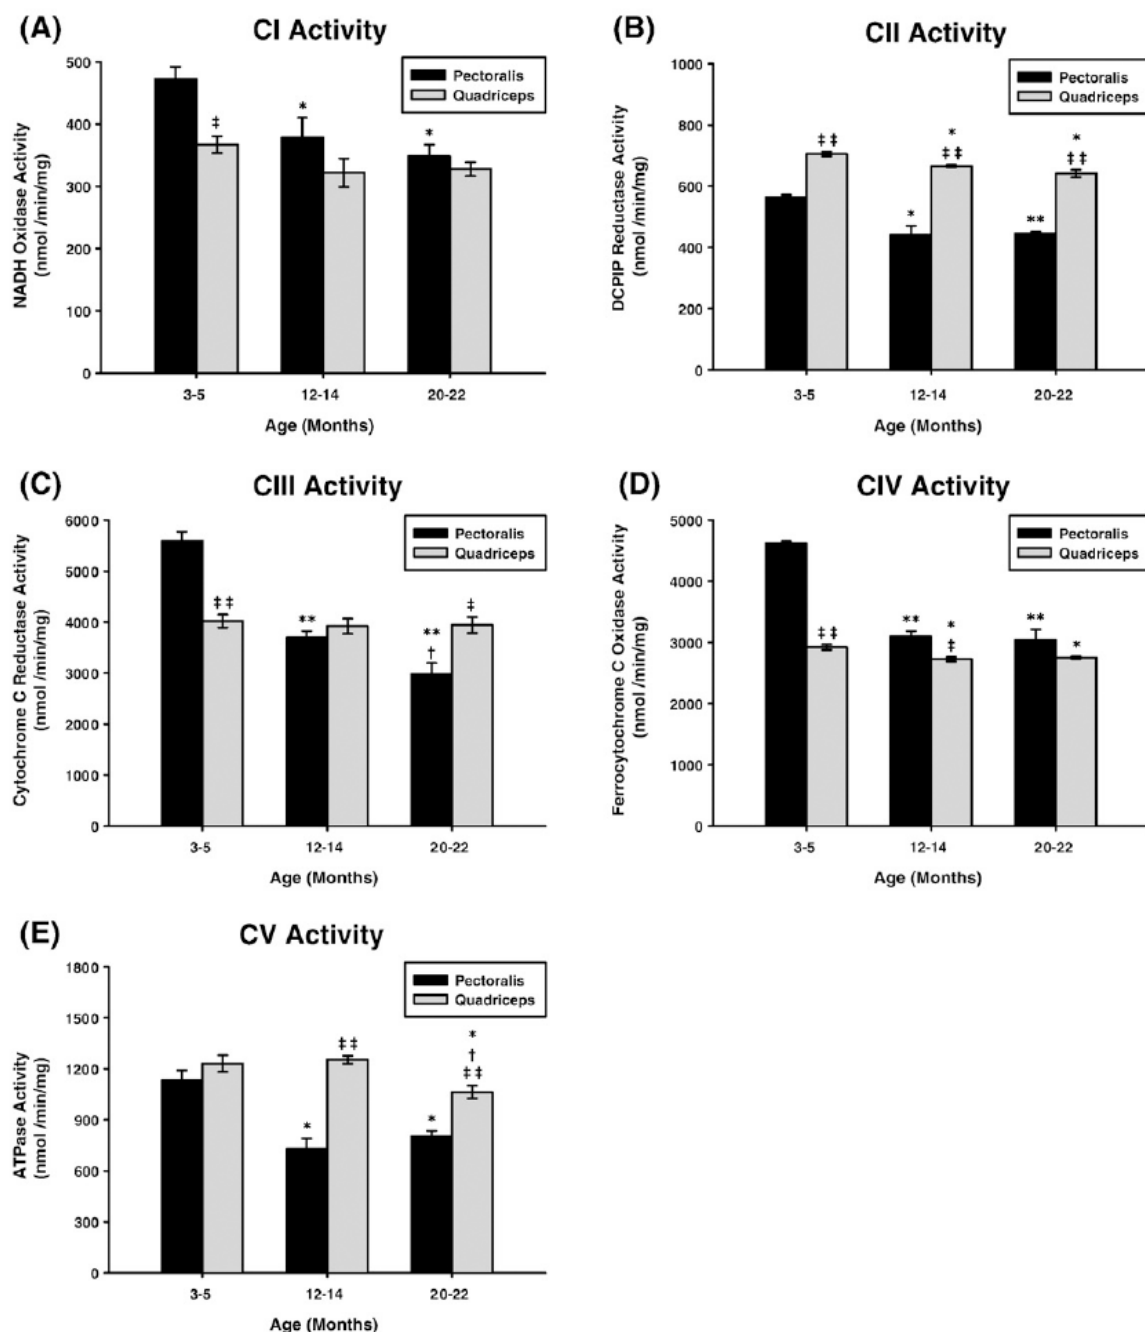 (A)
CI Activity
NADH Oxidase Activity
(nmol /min/mg)
500
400
300
200
100
0
Pectoralis
Quadriceps
‡
*
*
3-5
12-14
20-22
Age (Months)
(B)
CII Activity
DCPIP Reductase Activity
(nmol /min/mg)
1000
800
600
400
200
0
Pectoralis
Quadriceps
‡‡
*
*
‡‡
**
*
‡‡
3-5
12-14
20-22
Age (Months)
(C)
CIII Activity
Cytochrome C Reductase Activity
(nmol /min/mg)
6000
5000
4000
3000
2000
1000
0
Pectoralis
Quadriceps
‡‡
**
**
†
‡
3-5
12-14
20-22
Age (Months)
(D)
CIV Activity
Ferrocytochrome C Oxidase Activity
(nmol /min/mg)
5000
4000
3000
2000
1000
0
Pectoralis
Quadriceps
‡‡
**
*
‡
**
*
3-5
12-14
20-22
Age (Months)
(E)
CV Activity
ATPase Activity
(nmol /min/mg)
1800
1500
1200
900
600
300
0
Pectoralis
Quadriceps
*
‡‡
*
*
†
‡‡
3-5
12-14
20-22
Age (Months)